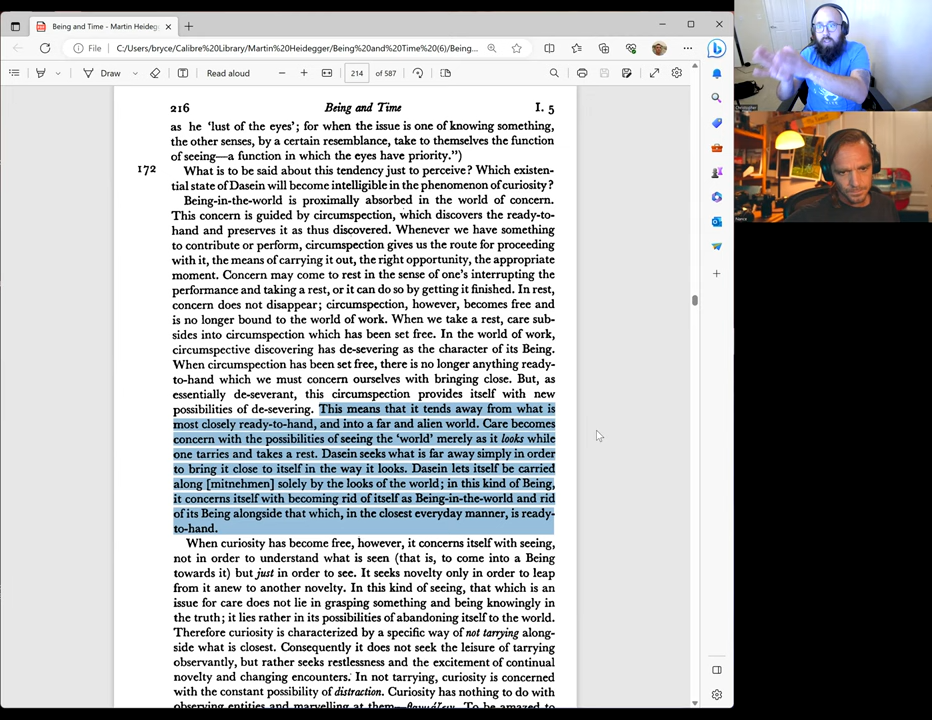 Being and Time - Martin Heideg
File
C:/Users/bryce/Calibre%20Library/Martin%20Heidegger/Being%20and%20Time%20(6)/Being...
Draw
Read aloud
214 of 587
216 Being and Time I. 5
as he 'lust of the eyes'; for when the issue is one of knowing something,
the other senses, by a certain resemblance, take to themselves the function
of seeing—a function in which the eyes have priority.")
172 What is to be said about this tendency just to perceive? Which existen-
tial state of Dasein will become intelligible in the phenomenon of curiosity?
Being-in-the-world is proximally absorbed in the world of concern.
This concern is guided by circumspection, which discovers the ready-to-
hand and preserves it as thus discovered. Whenever we have something
to contribute or perform, circumspection gives us the route for proceeding
with it, the means of carrying it out, the right opportunity, the appropriate
moment. Concern may come to rest in the sense of one's interrupting the
performance and taking a rest, or it can do so by getting it finished. In rest,
concern does not disappear; circumspection, however, becomes free and
is no longer bound to the world of work. When we take a rest, care sub-
sides into circumspection which has been set free. In the world of work,
circumspective discovering has de-severing as the character of its Being.
When circumspection has been set free, there is no longer anything ready-
to-hand which we must concern ourselves with bringing close. But, as
essentially de-severant, this circumspection provides itself with new
possibilities of de-severing. This means that it tends away from what is
most closely ready-to-hand, and into a far and alien world. Care becomes
concern with the possibilities of seeing the 'world' merely as it looks while
one tarries and takes a rest. Dasein seeks what is far away simply in order
to bring it close to itself in the way it looks. Dasein lets itself be carried
along [mitnehmen] solely by the looks of the world; in this kind of Being,
it concerns itself with becoming rid of itself as Being-in-the-world and rid
of its Being alongside that which, in the closest everyday manner, is ready-
to-hand.
When curiosity has become free, however, it concerns itself with seeing,
not in order to understand what is seen (that is, to come into a Being
towards it) but just in order to see. It seeks novelty only in order to leap
from it anew to another novelty. In this kind of seeing, that which is an
issue for care does not lie in grasping something and being knowingly in
the truth; it lies rather in its possibilities of abandoning itself to the world.
Therefore curiosity is characterized by a specific way of not tarrying along-
side what is closest. Consequently it does not seek the leisure of tarrying
observantly, but rather seeks restlessness and the excitement of continual
novelty and changing encounters. In not tarrying, curiosity is concerned
with the constant possibility of distraction. Curiosity has nothing to do with
observing entities and marvelling at them— To be amazed to